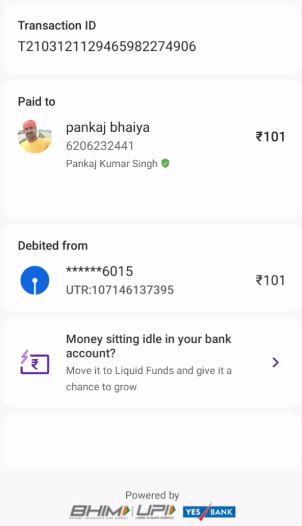 Transaction ID
T2103121129465982274906
Paid to
pankaj bhaiya
₹101
6206232441
Pankaj Kumar Singh
Debited from
******6015
₹101
UTR:107146137395
Money sitting idle in your bank
account?
Move it to Liquid Funds and give it a
chance to grow
Powered by
BHIM UPI YES BANK